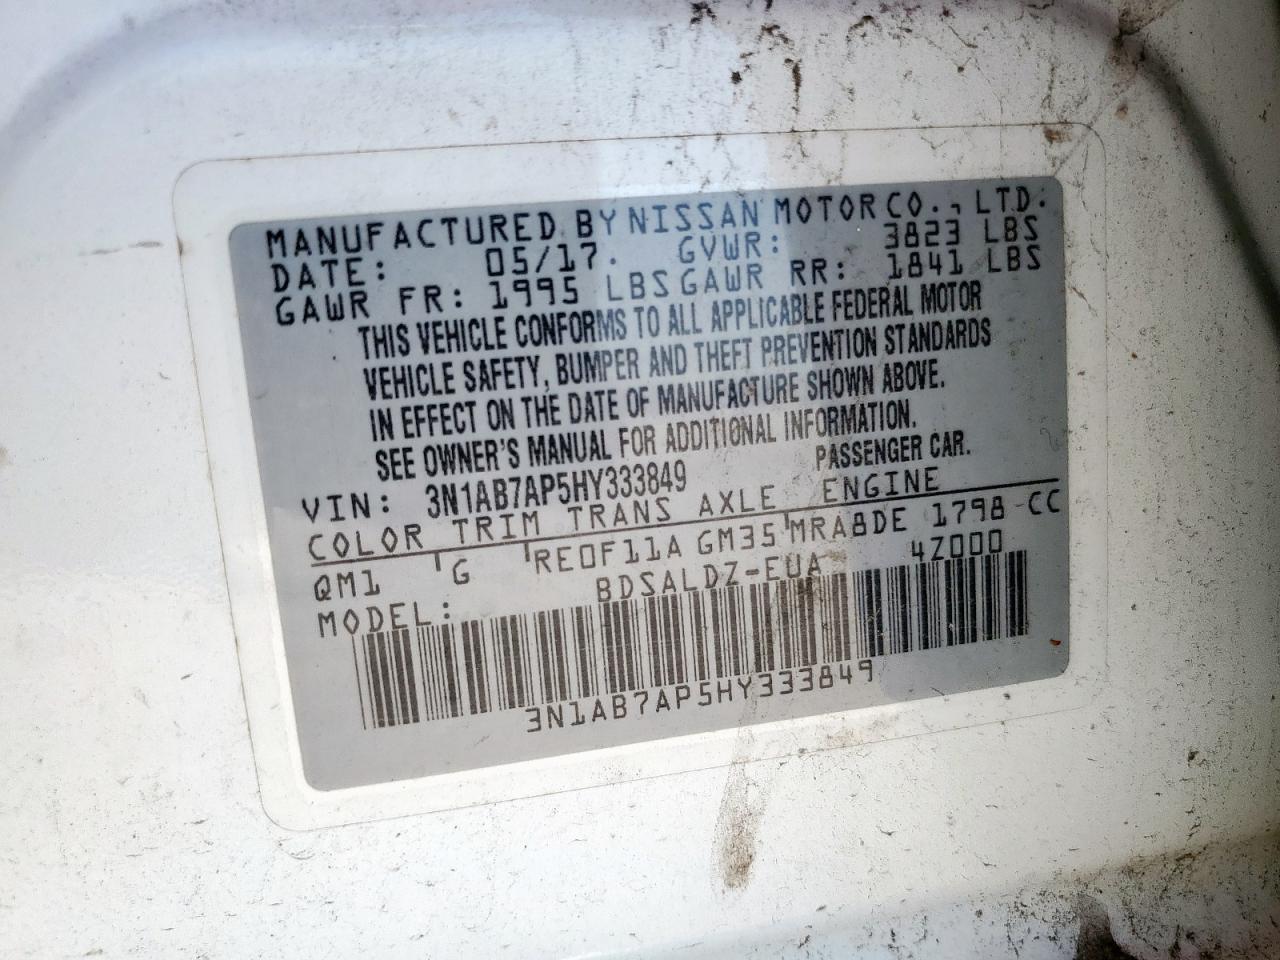 MANUFACTURED BY NISSAN MOTOR CO., LTD.
DATE: 05/17. GVWR: 3823 LBS
GAWR FR: 1995 LBS GAWR RR: 1841 LBS
THIS VEHICLE CONFORMS TO ALL APPLICABLE FEDERAL MOTOR
VEHICLE SAFETY, BUMPER AND THEFT PREVENTION STANDARDS
IN EFFECT ON THE DATE OF MANUFACTURE SHOWN ABOVE.
SEE OWNER'S MANUAL FOR ADDITIONAL INFORMATION.
VIN: 3N1AB7AP5HY333849 PASSENGER CAR.
COLOR TRIM TRANS AXLE ENGINE
QM1 G RE0F11A GM35 MRA8DE 1798 CC
MODEL: BDSALDZ-EUA 4Z000
3N1AB7AP5HY333849